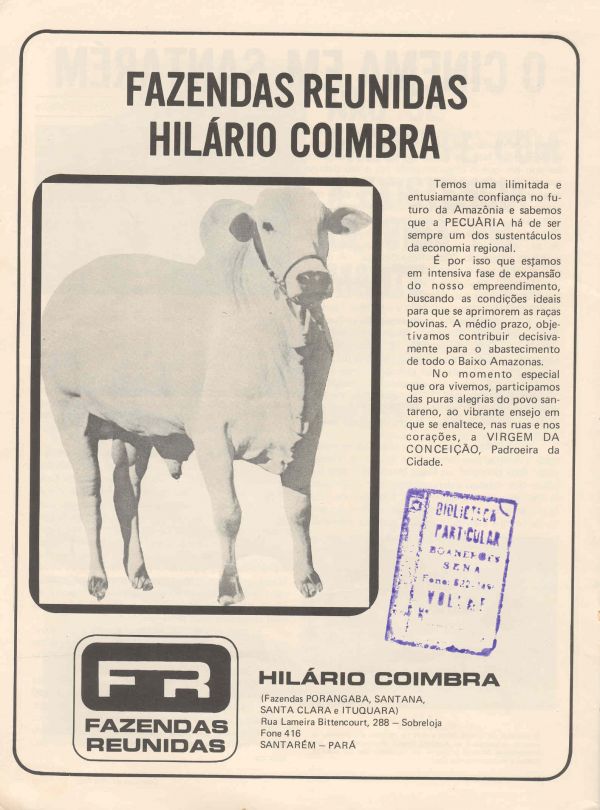 FAZENDAS REUNIDAS
HILÁRIO COIMBRA
Temos uma ilimitada e
entusiamante confiança no fu-
turo da Amazônia e sabemos
que a PECUÀRIA há de ser
sempre um dos sustentáculos
da economia regional.
É por isso que estamos
em intensiva fase de expansão
do nosso empreendimento,
buscando as condições ideais
para que se aprimorem as raças
bovinas. A médio prazo, obje-
tivamos contribuir decisiva-
mente para o abastecimento
de todo o Baixo Amazonas.
No momento especial
que ora vivemos, participamos
das puras alegrias do povo san-
tareno, ao vibrante ensejo em
que se enaltece, nas ruas e nos
corações, a VIRGEM DA
CONCEIÇÃO, Padroeira da
Cidade.
BIBLIOTECA
PARTICULAR
BOANERGES
SENA
Fone:
FR
FAZENDAS
REUNIDAS
HILÁRIO COIMBRA
(Fazendas PORANGABA, SANTANA,
SANTA CLARA e ITUQUARA)
Rua Lameira Bittencourt, 288 – Sobreloja
Fone 416
SANTARÉM – PARÁ